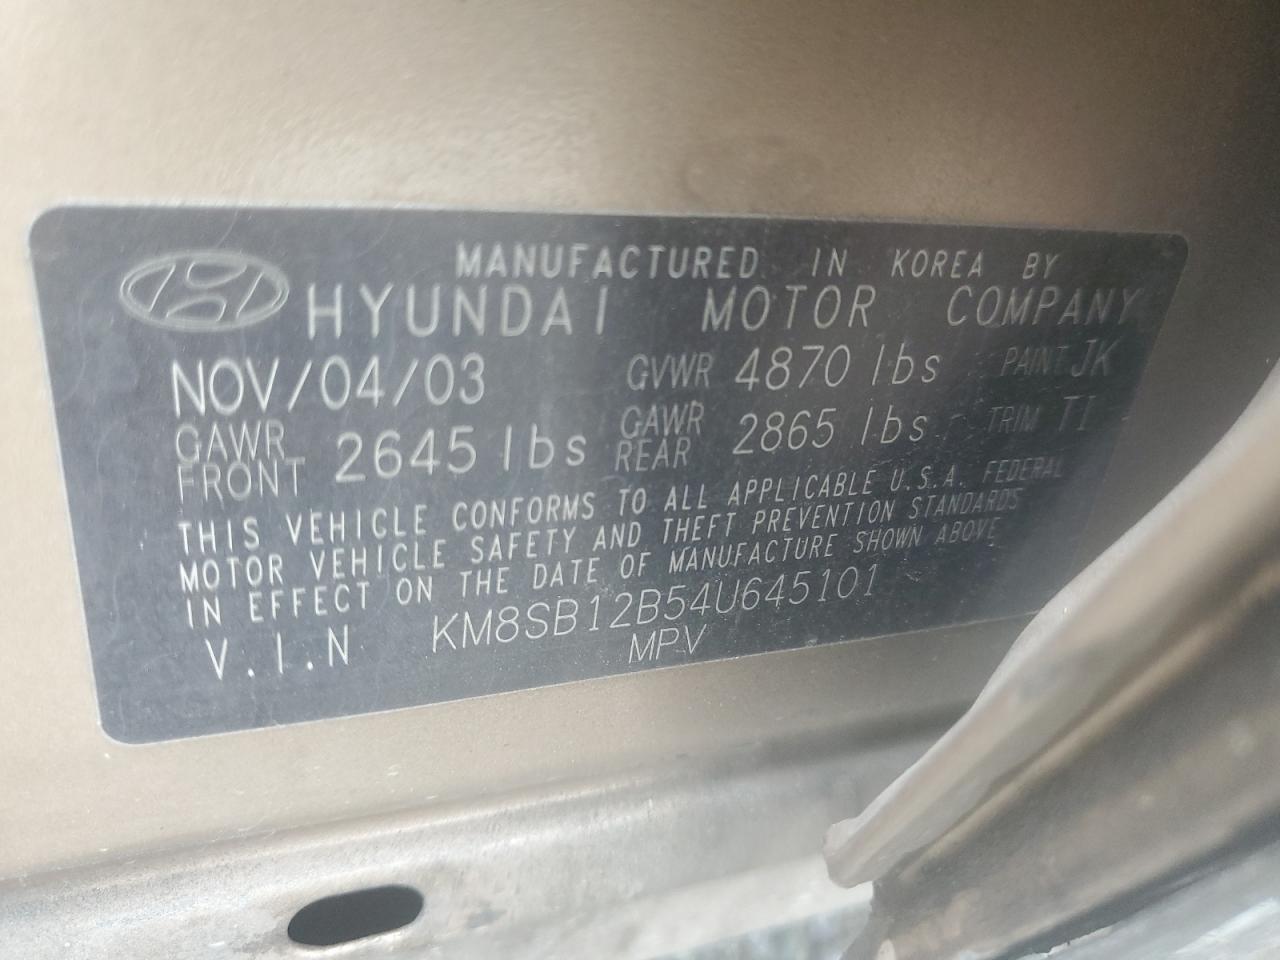 MANUFACTURED IN KOREA BY
HYUNDAI MOTOR COMPANY
NOV/04/03 GVWR 4870 lbs PAINT JK
GAWR FRONT 2645 lbs GAWR REAR 2865 lbs TRIM TI
THIS VEHICLE CONFORMS TO ALL APPLICABLE U.S.A. FEDERAL
MOTOR VEHICLE SAFETY AND THEFT PREVENTION STANDARDS
IN EFFECT ON THE DATE OF MANUFACTURE SHOWN ABOVE
V.I.N KM8SB12B54U645101
MPV